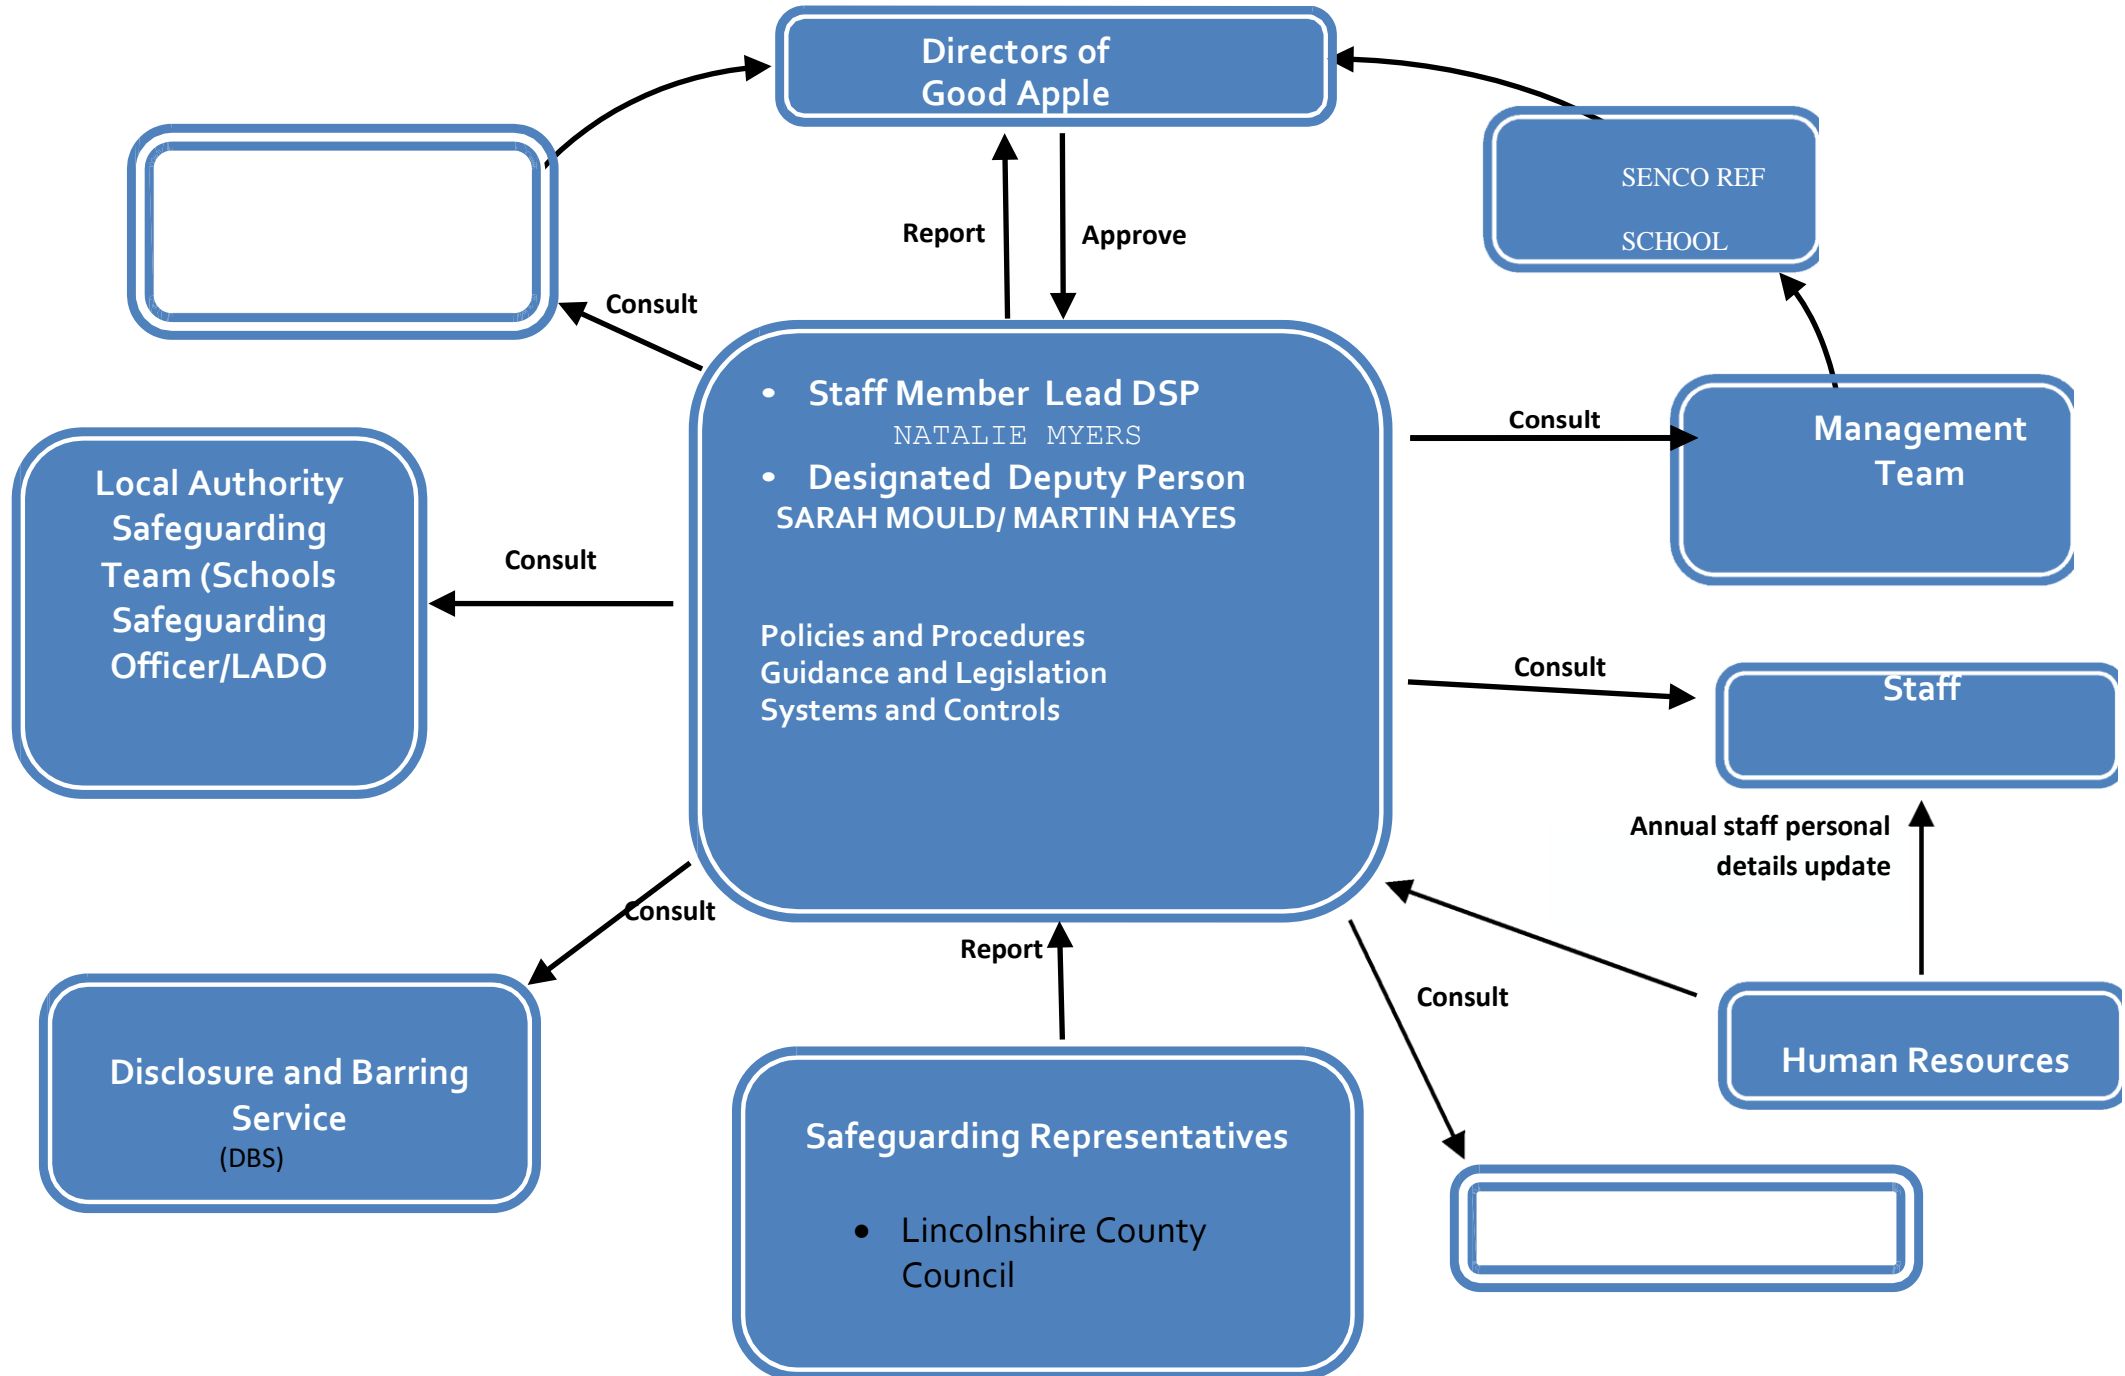 Directors of
Good Apple
SENCO REF
SCHOOL
Report
Approve
Consult
• Staff Member Lead DSP
NATALIE MYERS
• Designated Deputy Person
SARAH MOULD/ MARTIN HAYES
Policies and Procedures
Guidance and Legislation
Systems and Controls
Consult
Management
Team
Local Authority
Safeguarding
Team (Schools
Safeguarding
Officer/LADO
Consult
Consult
Staff
Annual staff personal
details update
Consult
Report
Consult
Human Resources
Disclosure and Barring
Service
(DBS)
Safeguarding Representatives
• Lincolnshire County
Council